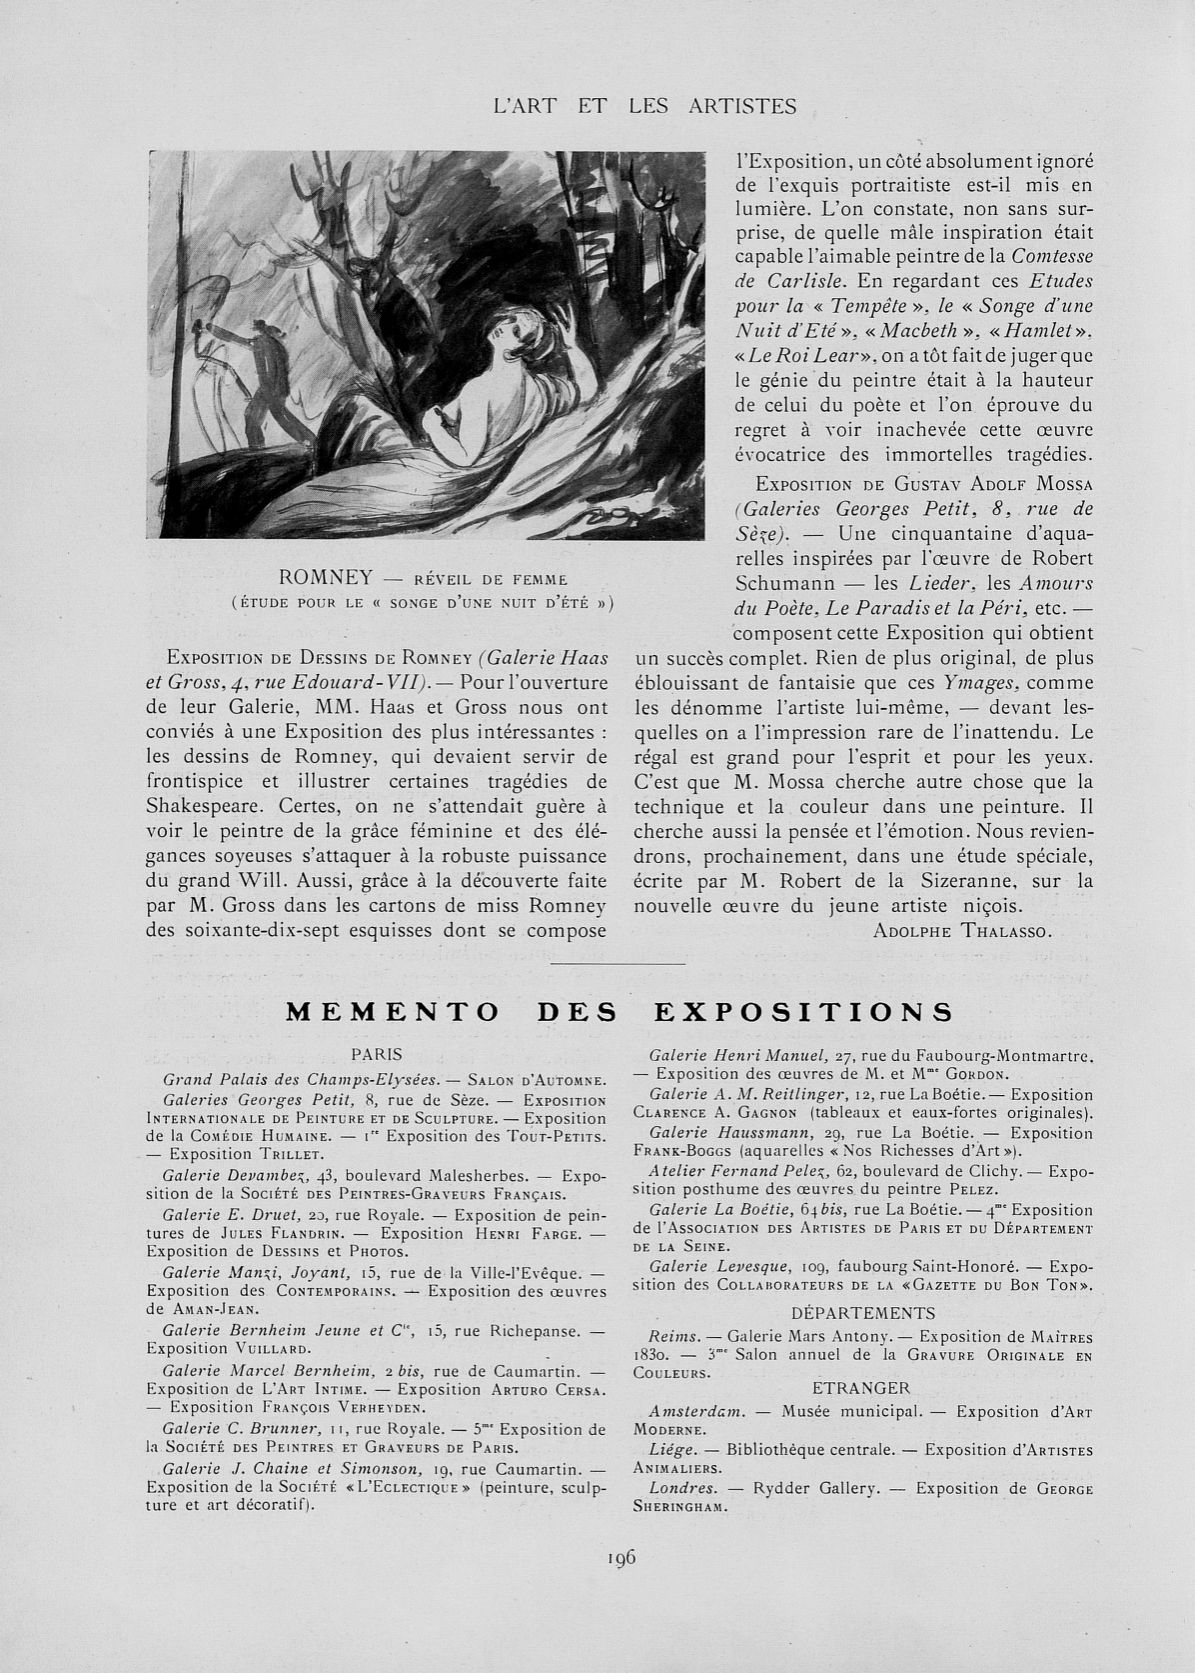 L'ART ET LES ARTISTES
ROMNEY — RÉVEIL DE FEMME
(ÉTUDE POUR LE « SONGE D'UNE NUIT D'ÉTÉ »)
EXPOSITION DE DESSINS DE ROMNEY (Galerie Haas
et Gross, 4, rue Edouard-VII). — Pour l'ouverture
de leur Galerie, MM. Haas et Gross nous ont
conviés à une Exposition des plus intéressantes :
les dessins de Romney, qui devaient servir de
frontispice et illustrer certaines tragédies de
Shakespeare. Certes, on ne s'attendait guère à
voir le peintre de la grâce féminine et des élé-
gances soyeuses s'attaquer à la robuste puissance
du grand Will. Aussi, grâce à la découverte faite
par M. Gross dans les cartons de miss Romney
des soixante-dix-sept esquisses dont se compose
l'Exposition, un côté absolument ignoré
de l'exquis portraitiste est-il mis en
lumière. L'on constate, non sans sur-
prise, de quelle mâle inspiration était
capable l'aimable peintre de la Comtesse
de Carlisle. En regardant ces Etudes
pour la « Tempête », le « Songe d'une
Nuit d'Eté », « Macbeth », « Hamlet »,
« Le Roi Lear », on a tôt fait de juger que
le génie du peintre était à la hauteur
de celui du poète et l'on éprouve du
regret à voir inachevée cette œuvre
évocatrice des immortelles tragédies.
EXPOSITION DE GUSTAV ADOLF MOSSA
(Galeries Georges Petit, 8, rue de
Sèze). — Une cinquantaine d'aqua-
relles inspirées par l'œuvre de Robert
Schumann — les Lieder, les Amours
du Poète, Le Paradis et la Péri, etc. —
composent cette Exposition qui obtient
un succès complet. Rien de plus original, de plus
éblouissant de fantaisie que ces Ymages, comme
les dénomme l'artiste lui-même, — devant les-
quelles on a l'impression rare de l'inattendu. Le
régal est grand pour l'esprit et pour les yeux.
C'est que M. Mossa cherche autre chose que la
technique et la couleur dans une peinture. Il
cherche aussi la pensée et l'émotion. Nous revien-
drons, prochainement, dans une étude spéciale,
écrite par M. Robert de la Sizeranne, sur la
nouvelle œuvre du jeune artiste niçois.
ADOLPHE THALASSO.
MEMENTO DES EXPOSITIONS
PARIS
Grand Palais des Champs-Elysées. — SALON D'AUTOMNE.
Galeries Georges Petit, 8, rue de Sèze. — EXPOSITION
INTERNATIONALE DE PEINTURE ET DE SCULPTURE. — Exposition
de la COMÉDIE HUMAINE. — 1re Exposition des TOUT-PETITS.
— Exposition TRILLET.
Galerie Devambez, 43, boulevard Malesherbes. — Expo-
sition de la SOCIÉTÉ DES PEINTRES-GRAVEURS FRANÇAIS.
Galerie E. Druet, 20, rue Royale. — Exposition de pein-
tures de JULES FLANDRIN. — Exposition HENRI FARGE. —
Exposition de DESSINS et PHOTOS.
Galerie Manzi, Joyant, 15, rue de la Ville-l'Evêque. —
Exposition des CONTEMPORAINS. — Exposition des œuvres
de AMAN-JEAN.
Galerie Bernheim Jeune et Cie, 15, rue Richepanse. —
Exposition VUILLARD.
Galerie Marcel Bernheim, 2 bis, rue de Caumartin. —
Exposition de L'ART INTIME. — Exposition ARTURO CERSA.
— Exposition FRANÇOIS VERHEYDEN.
Galerie C. Brunner, 11, rue Royale. — 5me Exposition de
la SOCIÉTÉ DES PEINTRES ET GRAVEURS DE PARIS.
Galerie J. Chaine et Simonson, 19, rue Caumartin. —
Exposition de la SOCIÉTÉ « L'ECLECTIQUE » (peinture, sculp-
ture et art décoratif).
Galerie Henri Manuel, 27, rue du Faubourg-Montmartre.
— Exposition des œuvres de M. et Mme GORDON.
Galerie A. M. Reitlinger, 12, rue La Boétie. — Exposition
CLARENCE A. GAGNON (tableaux et eaux-fortes originales).
Galerie Haussmann, 29, rue La Boétie. — Exposition
FRANK-BOGGS (aquarelles « Nos Richesses d'Art »).
Atelier Fernand Pelez, 62, boulevard de Clichy. — Expo-
sition posthume des œuvres du peintre PELEZ.
Galerie La Boétie, 64 bis, rue La Boétie. — 4me Exposition
de l'ASSOCIATION DES ARTISTES DE PARIS ET DU DÉPARTEMENT
DE LA SEINE.
Galerie Levesque, 109, faubourg Saint-Honoré. — Expo-
sition des COLLABORATEURS DE LA « GAZETTE DU BON TON ».
DÉPARTEMENTS
Reims. — Galerie Mars Antony. — Exposition de MAÎTRES
1830. — 3me Salon annuel de la GRAVURE ORIGINALE EN
COULEURS.
ETRANGER
Amsterdam. — Musée municipal. — Exposition d'ART
MODERNE.
Liége. — Bibliothèque centrale. — Exposition d'ARTISTES
ANIMALIERS.
Londres. — Rydder Gallery. — Exposition de GEORGE
SHERINGHAM.
196